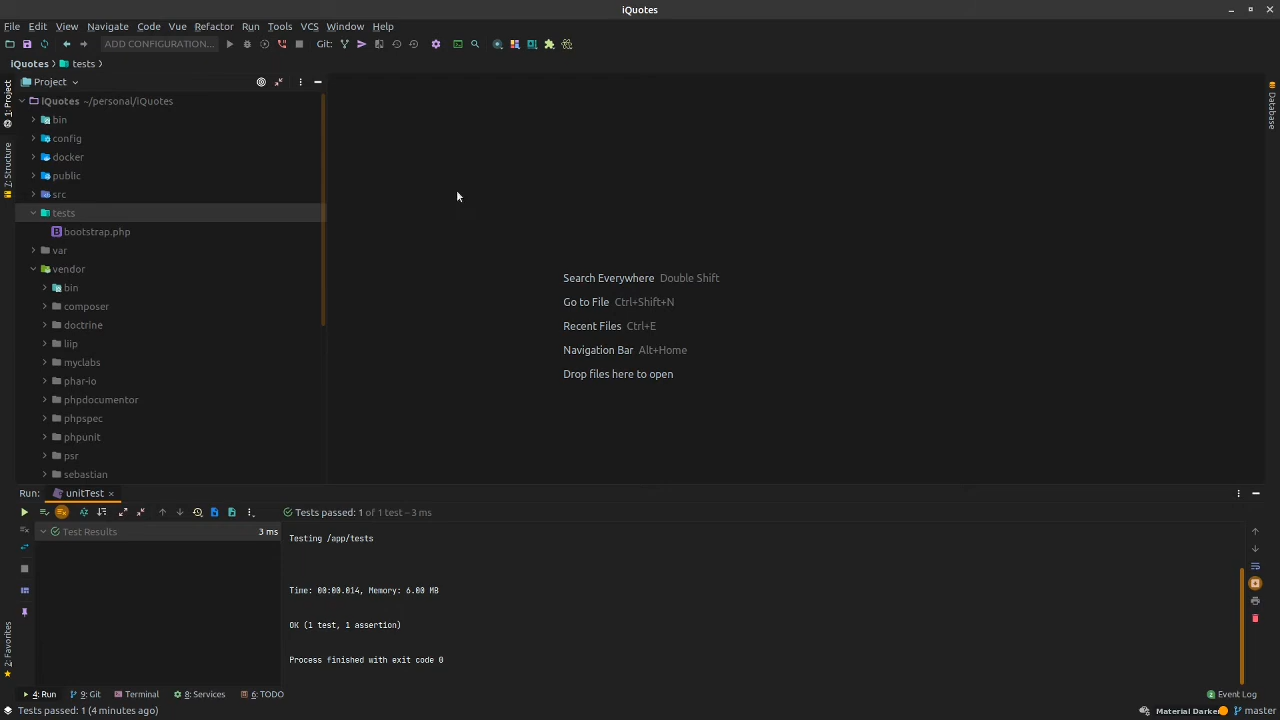 iQuotes
File Edit View Navigate Code Vue Refactor Run Tools VCS Window Help
ADD CONFIGURATION... Git:
iQuotes tests
Project
1: Project
Z: Structure
2: Favorites
Database
iQuotes ~/personal/iQuotes
bin
config
docker
public
src
tests
bootstrap.php
var
vendor
bin
composer
doctrine
liip
myclabs
phar-io
phpdocumentor
phpspec
phpunit
psr
sebastian
Search Everywhere Double Shift
Go to File Ctrl+Shift+N
Recent Files Ctrl+E
Navigation Bar Alt+Home
Drop files here to open
Run: unitTest
Tests passed: 1 of 1 test – 3 ms
Test Results 3 ms
Testing /app/tests
Time: 00:00.014, Memory: 6.00 MB
OK (1 test, 1 assertion)
Process finished with exit code 0
4: Run 9: Git Terminal 8: Services 6: TODO 2 Event Log
Tests passed: 1 (4 minutes ago) Material Darker master